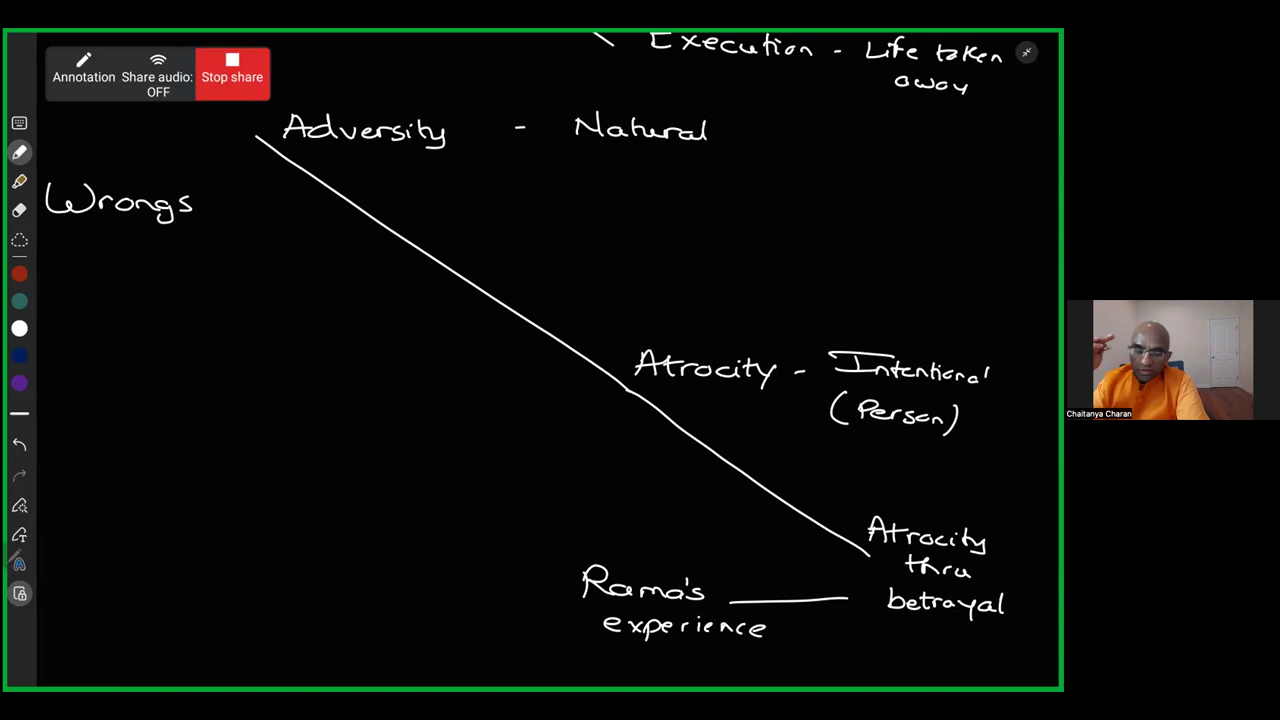 Execution - Life taken
away
Annotation Share audio: Stop share
OFF
Adversity - Natural
Wrongs
Atrocity - Intentional
(Person)
Chaitanya Charan
Atrocity
thru
betrayal
Rama's
experience